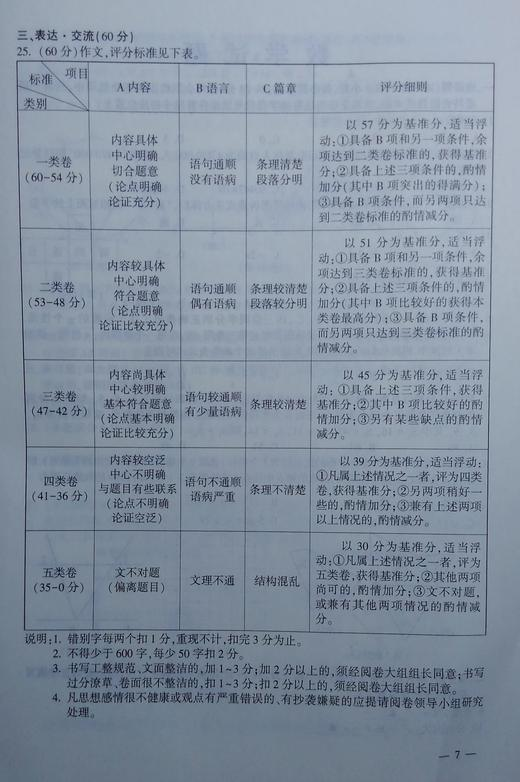 三、表达·交流(60分)
25. (60分)作文,评分标准见下表。
标准 项目
类别
A 内容
B 语言
C 篇章
评分细则
一类卷
(60-54 分)
内容具体
中心明确
切合题意
(论点明确
论证充分)
语句通顺
没有语病
条理清楚
段落分明
以 57 分为基准分,适当浮
动:①具备 B 项和另一项条件,余
项达到二类卷标准的,获得基准
分;②具备上述三项条件的,酌情
加分(其中 B 项突出的得满分);
③具备 B 项条件,而另两项只达
到二类卷标准的酌情减分。
二类卷
(53-48 分)
内容较具体
中心明确
符合题意
(论点明确
论证比较充分)
语句通顺
偶有语病
条理较清楚
段落较分明
以 51 分为基准分,适当浮
动:①具备 B 项和另一项条件,余
项达到三类卷标准的,获得基准
分;②具备上述三项条件的,酌情
加分(其中 B 项比较好的获得本
类卷最高分);③具备 B 项条件,
而另两项只达到三类卷标准的酌
情减分。
三类卷
(47-42 分)
内容尚具体
中心较明确
基本符合题意
(论点基本明确
论证比较充分)
语句较通顺
有少量语病
条理较清楚
以 45 分为基准分,适当浮
动:①具备上述三项条件,获得
基准分;②其中 B 项比较好的酌
情加分;③另有某些缺点的酌情
减分。
四类卷
(41-36 分)
内容较空泛
中心不明确
与题目有些联系
(论点不明确
论证空泛)
语句不通顺
语病严重
条理不清楚
以 39 分为基准分,适当浮动:
①凡属上述情况之一者,评为四类
卷,获得基准分;②另两项稍好一
些的,酌情加分;③兼有上述两项
以上情况的,酌情减分。
五类卷
(35-0 分)
文不对题
(偏离题目)
文理不通
结构混乱
以 30 分为基准分,适当浮
动:①凡属上述情况之一者,评为
五类卷,获得基准分;②其他两项
尚可的,酌情加分;③文不对题,
或兼有其他两项情况的酌情减
分。
说明:1. 错别字每两个扣 1 分,重现不计,扣完 3 分为止。
2. 不得少于 600 字,每少 50 字扣 2 分。
3. 书写工整规范、文面整洁的,加 1~3 分;加 2 分以上的,须经阅卷大组组长同意;书写
过分潦草、卷面很不整洁的,扣 1~3 分;扣 2 分以上的,须经阅卷大组组长同意。
4. 凡思想感情很不健康或观点有严重错误的、有抄袭嫌疑的应提请阅卷领导小组研究
处理。
— 7 —